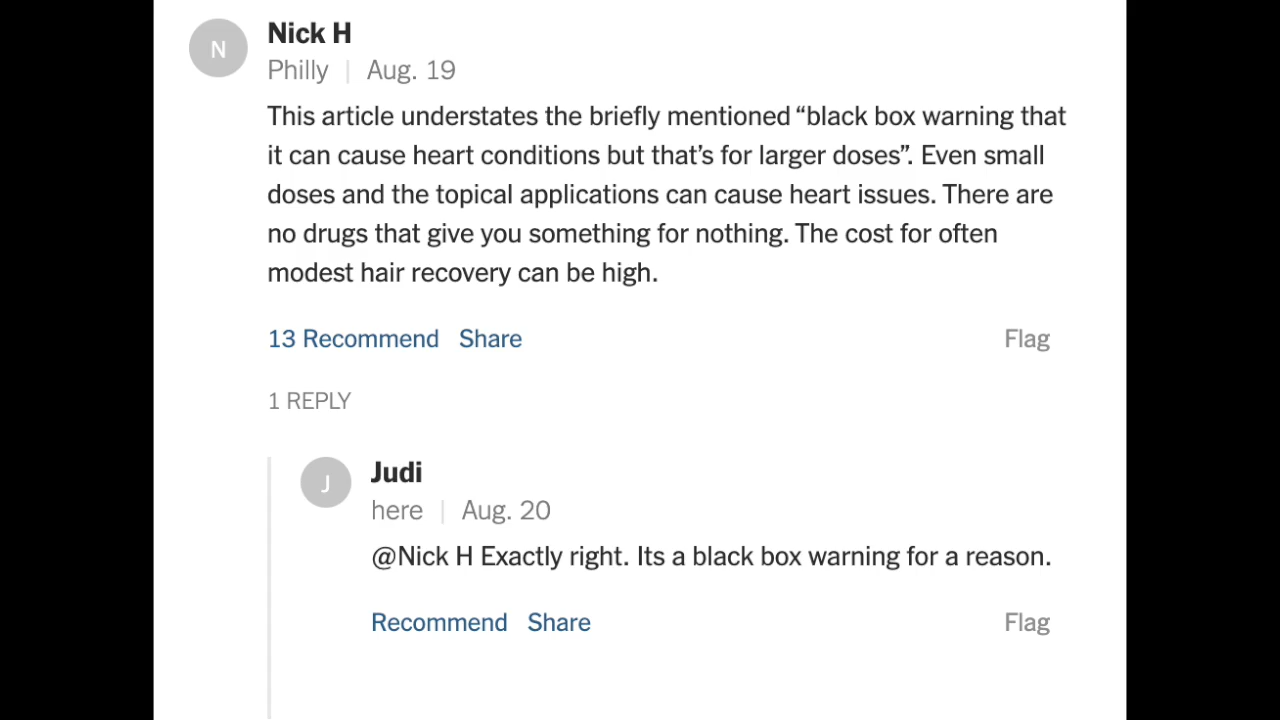 N
Nick H
Philly | Aug. 19
This article understates the briefly mentioned “black box warning that
it can cause heart conditions but that’s for larger doses”. Even small
doses and the topical applications can cause heart issues. There are
no drugs that give you something for nothing. The cost for often
modest hair recovery can be high.
13 Recommend Share Flag
1 REPLY
J
Judi
here | Aug. 20
@Nick H Exactly right. Its a black box warning for a reason.
Recommend Share Flag